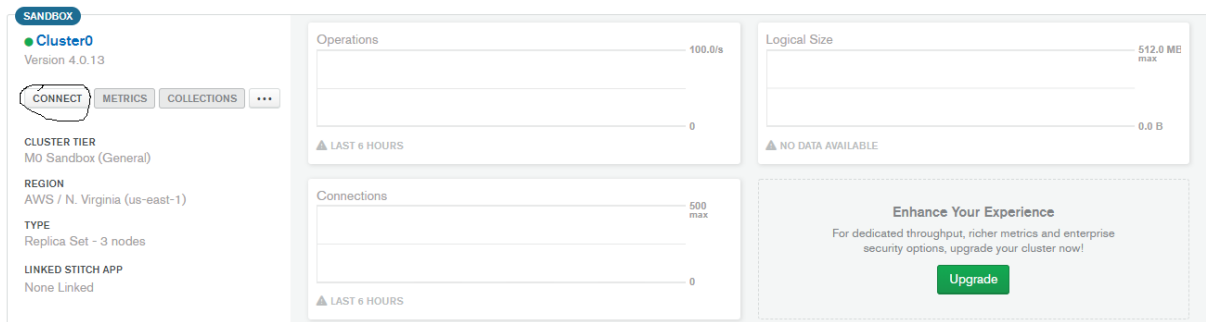 SANDBOX
Cluster0
Version 4.0.13
CONNECT METRICS COLLECTIONS ...
CLUSTER TIER
M0 Sandbox (General)
REGION
AWS / N. Virginia (us-east-1)
TYPE
Replica Set - 3 nodes
LINKED STITCH APP
None Linked
Operations
100.0/s
0
LAST 6 HOURS
Logical Size
512.0 MB
max
0.0 B
NO DATA AVAILABLE
Connections
500
max
0
LAST 6 HOURS
Enhance Your Experience
For dedicated throughput, richer metrics and enterprise
security options, upgrade your cluster now!
Upgrade